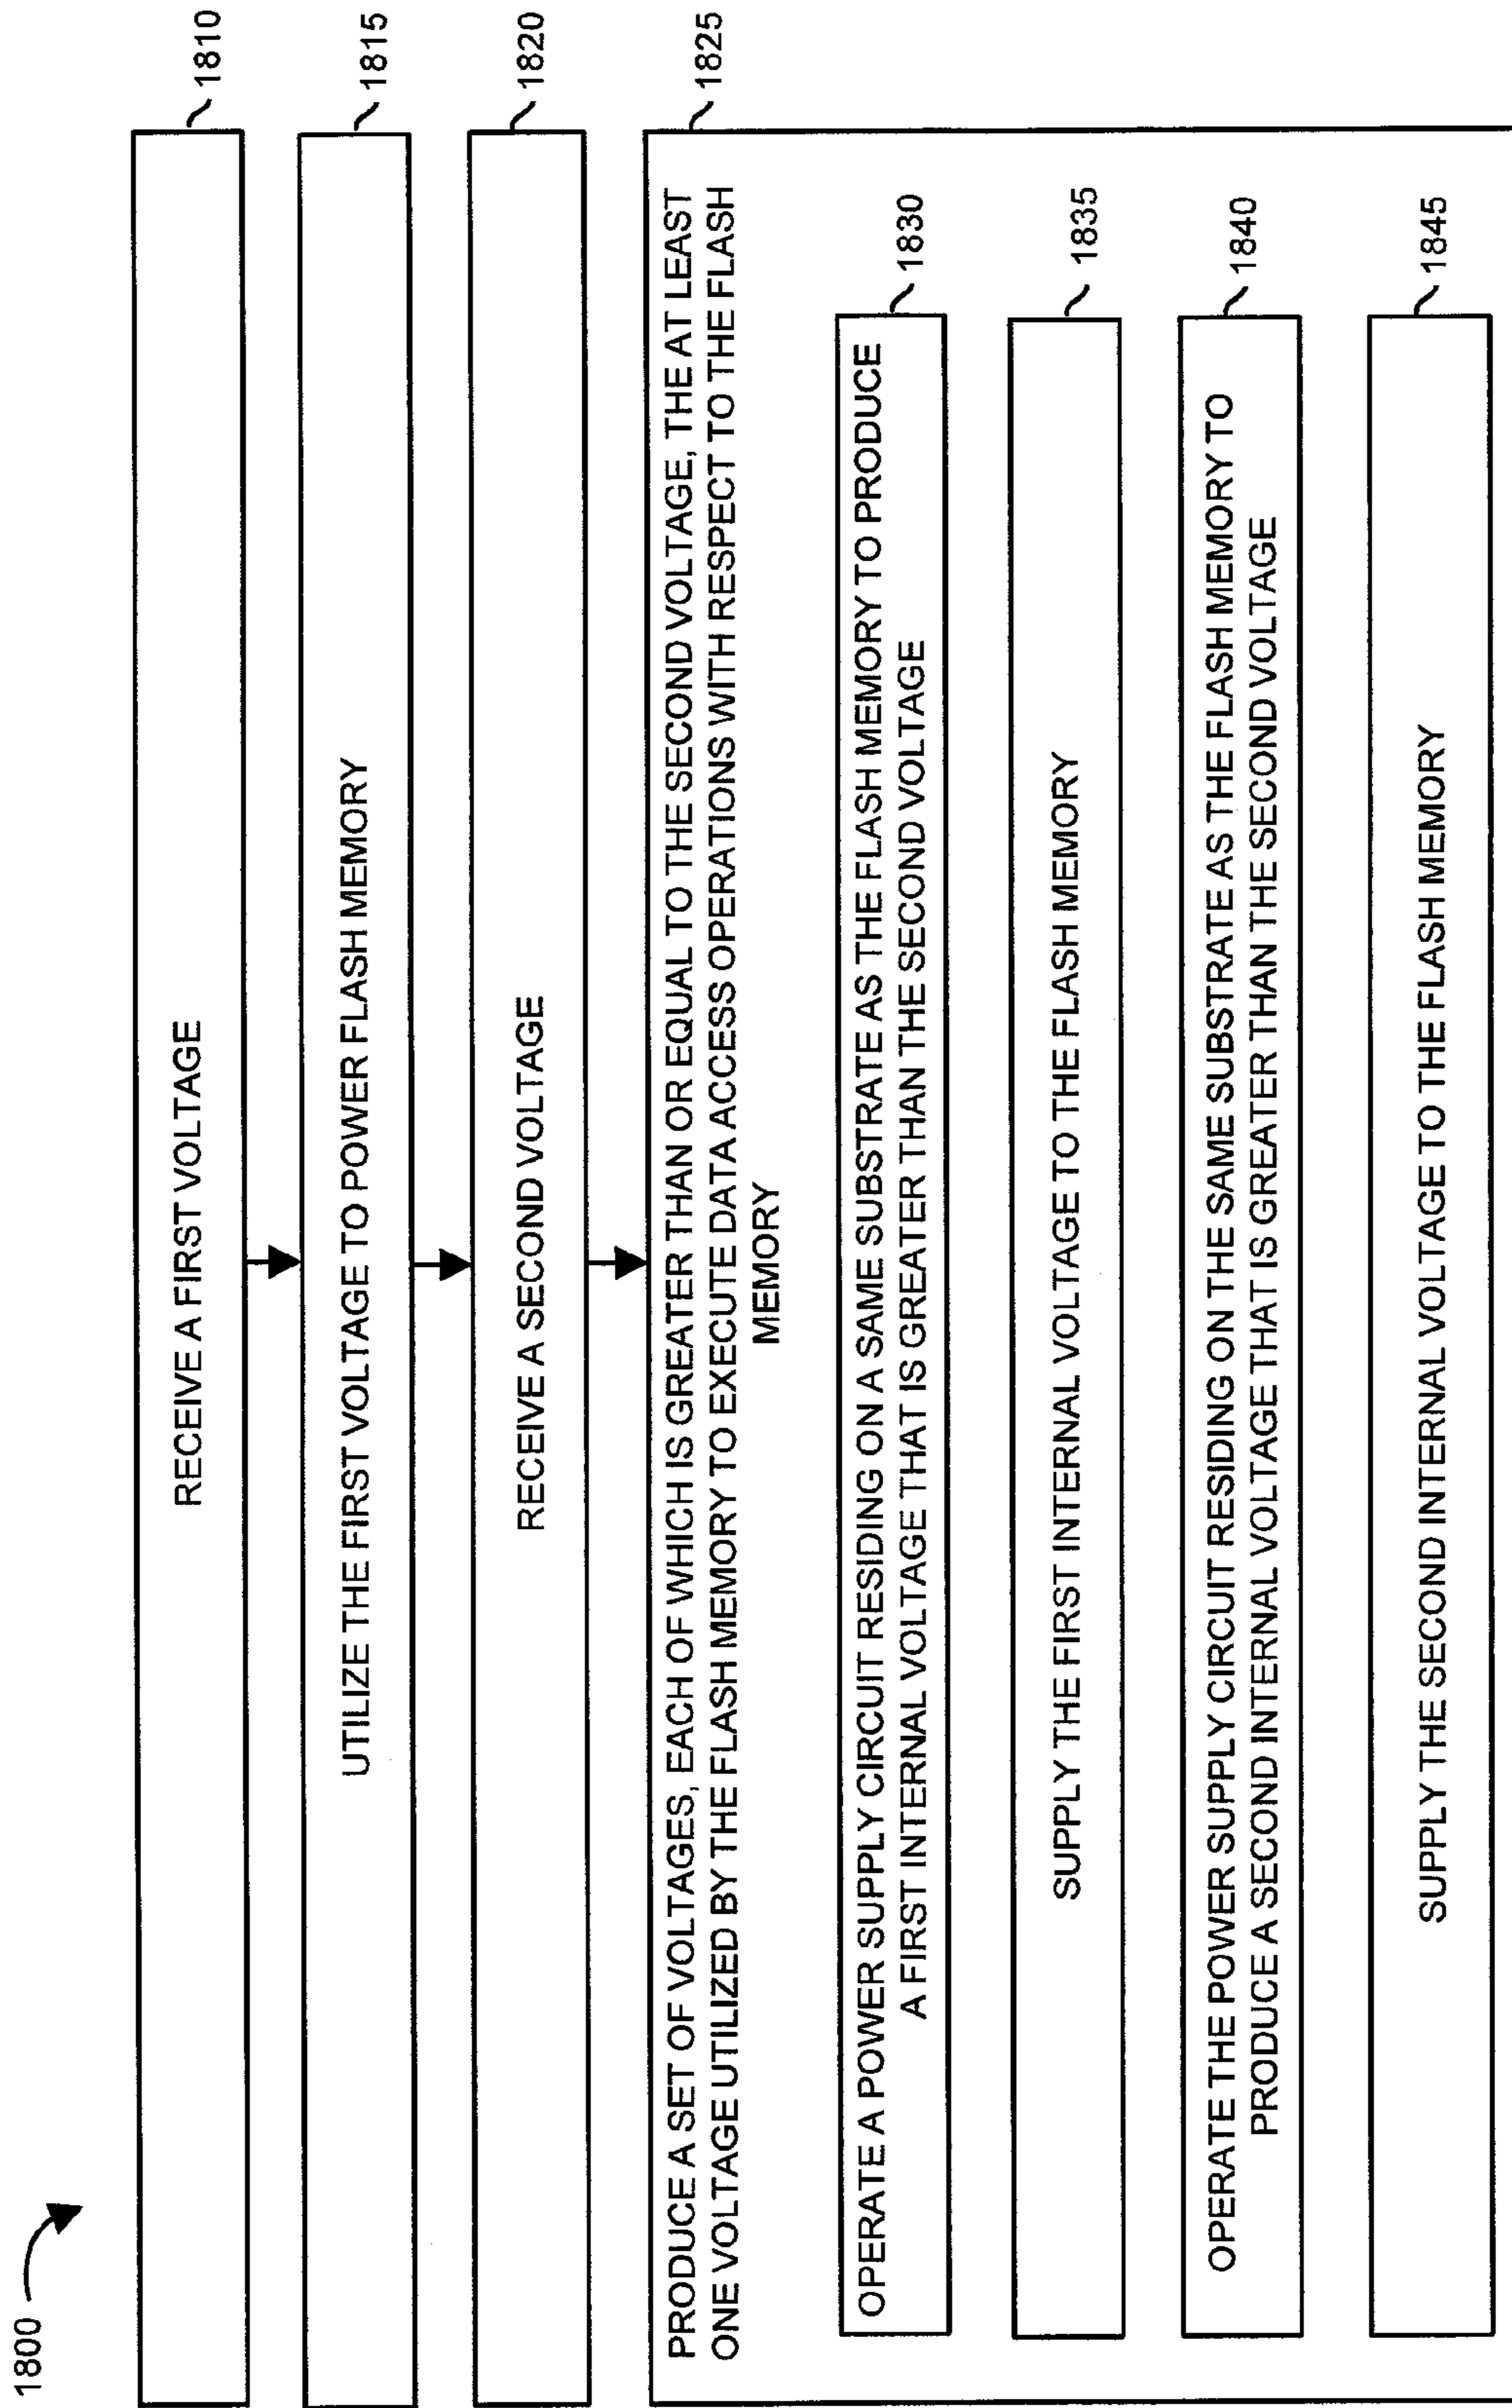 1800
RECEIVE A FIRST VOLTAGE
1810
UTILIZE THE FIRST VOLTAGE TO POWER FLASH MEMORY
1815
RECEIVE A SECOND VOLTAGE
1820
1825
PRODUCE A SET OF VOLTAGES, EACH OF WHICH IS GREATER THAN OR EQUAL TO THE SECOND VOLTAGE, THE AT LEAST
ONE VOLTAGE UTILIZED BY THE FLASH MEMORY TO EXECUTE DATA ACCESS OPERATIONS WITH RESPECT TO THE FLASH
MEMORY
OPERATE A POWER SUPPLY CIRCUIT RESIDING ON A SAME SUBSTRATE AS THE FLASH MEMORY TO PRODUCE
A FIRST INTERNAL VOLTAGE THAT IS GREATER THAN THE SECOND VOLTAGE
1830
SUPPLY THE FIRST INTERNAL VOLTAGE TO THE FLASH MEMORY
1835
OPERATE THE POWER SUPPLY CIRCUIT RESIDING ON THE SAME SUBSTRATE AS THE FLASH MEMORY TO
PRODUCE A SECOND INTERNAL VOLTAGE THAT IS GREATER THAN THE SECOND VOLTAGE
1840
SUPPLY THE SECOND INTERNAL VOLTAGE TO THE FLASH MEMORY
1845